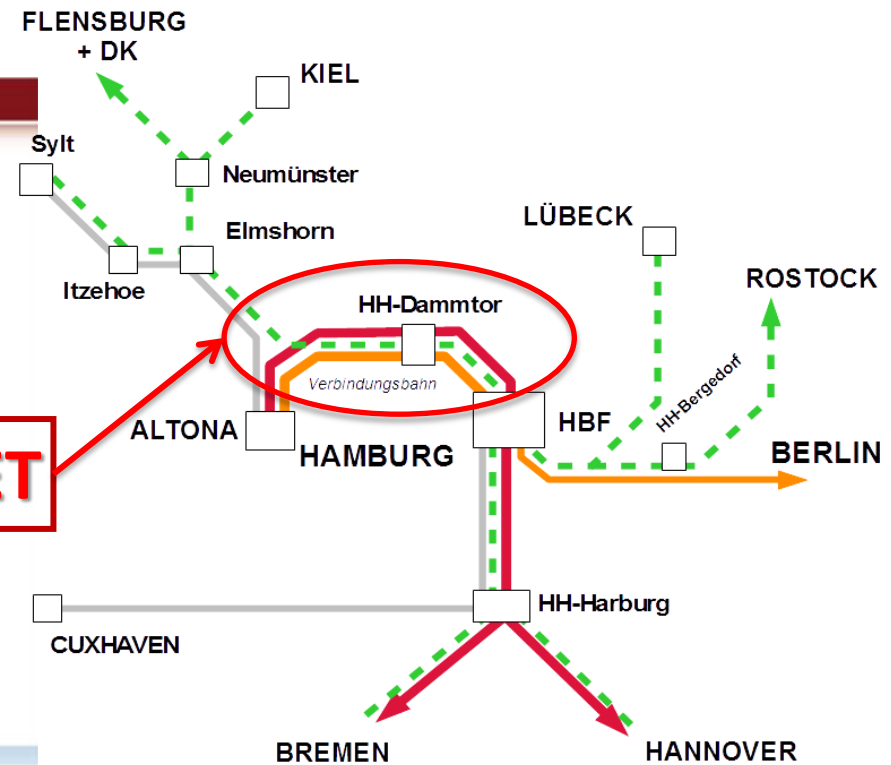 FLENSBURG
+ DK
KIEL
Sylt
Neumünster
LÜBECK
Elmshorn
ROSTOCK
Itzehoe
HH-Dammtor
HH-Bergedorf
Verbindungsbahn
ALTONA
HBF
HAMBURG
BERLIN
HH-Harburg
CUXHAVEN
BREMEN
HANNOVER